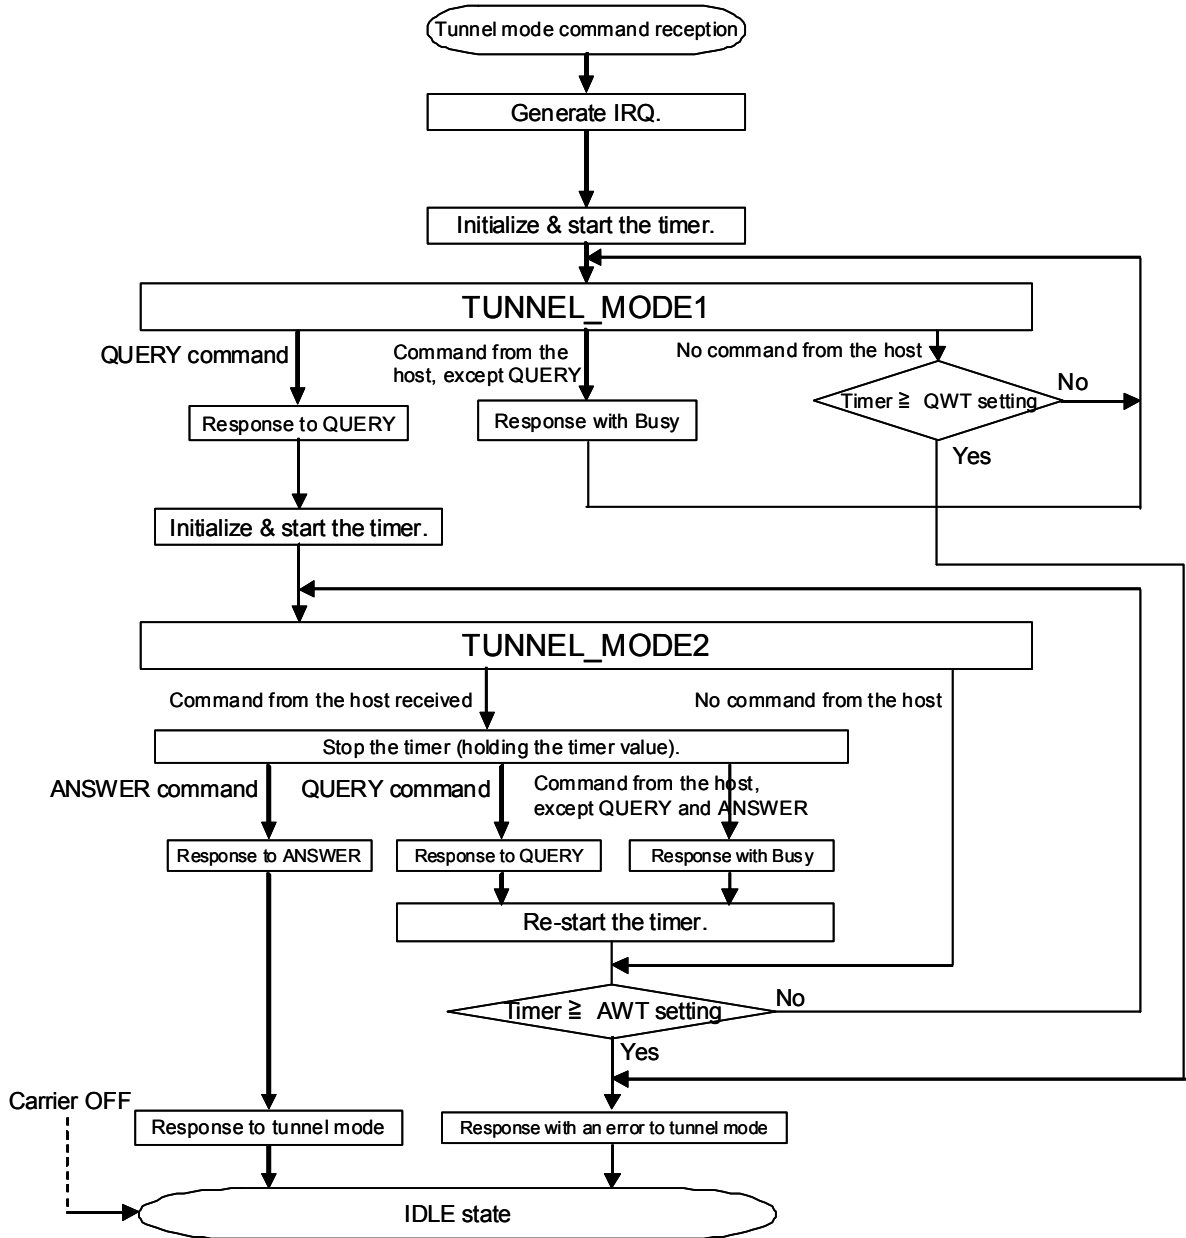 Tunnel mode command reception
Generate IRQ.
Initialize & start the timer.
TUNNEL_MODE1
QUERY command
Command from the
host, except QUERY
No command from the host
Timer ≧ QWT setting
No
Yes
Response to QUERY
Response with Busy
Initialize & start the timer.
TUNNEL_MODE2
Command from the host received
No command from the host
Stop the timer (holding the timer value).
ANSWER command
QUERY command
Command from the host,
except QUERY and ANSWER
Response to ANSWER
Response to QUERY
Response with Busy
Re-start the timer.
Timer ≧ AWT setting
No
Yes
Carrier OFF
Response to tunnel mode
Response with an error to tunnel mode
IDLE state